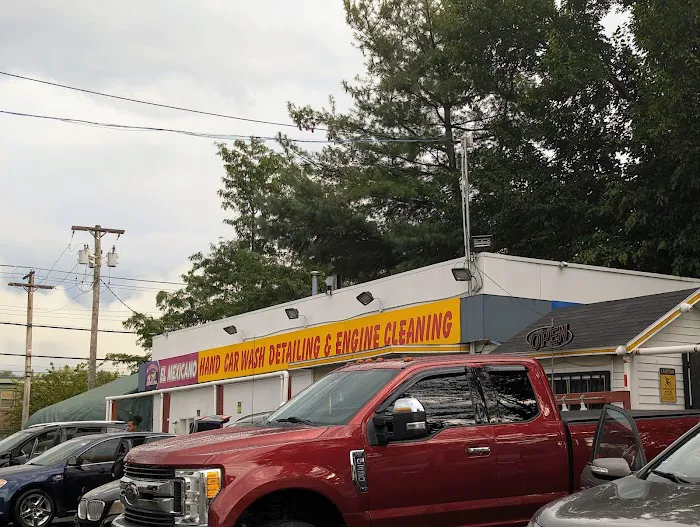 EL MEXICANO
HAND CAR WASH DETAILING & ENGINE CLEANING
OPEN